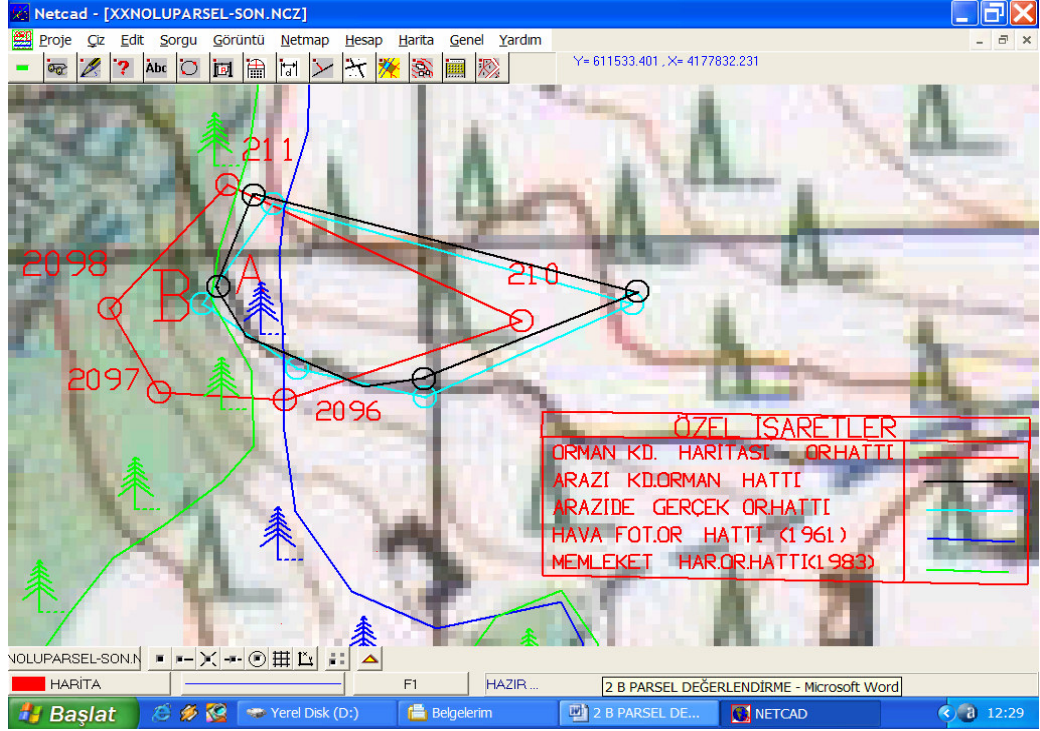 Netcad - [XXNOLUPARSEL-SON.NCZ]
Proje Çiz Edit Sorgu Görüntü Netmap Hesap Harita Genel Yardım
Abc
Y= 611533.401 , X= 4177832.231
211
2098
B A
210
2097
2096
ÖZEL İŞARETLER
ORMAN KD. HARİTASI OR.HATTI
ARAZİ KD.ORMAN HATTI
ARAZİDE GERÇEK OR.HATTI
HAVA FOT.OR HATTI (1961)
MEMLEKET HAR.OR.HATTI(1983)
NOLUPARSEL-SON.N
HARİTA
F1
HAZIR ...
2 B PARSEL DEĞERLENDİRME - Microsoft Word
Başlat
Yerel Disk (D:)
Belgelerim
2 B PARSEL DE...
NETCAD
12:29